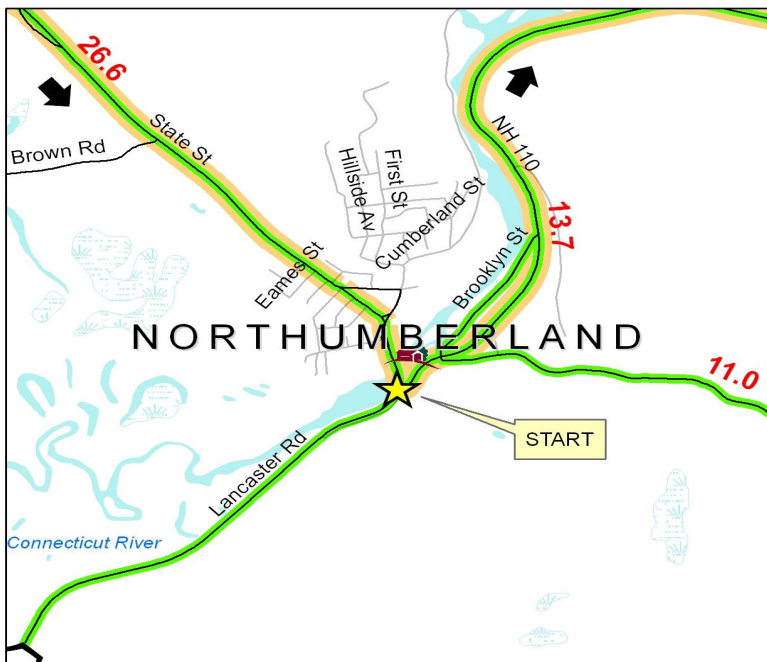 26.6
State St
NH 110
Brown Rd
Hillside Av
First St
Cumberland St
13.7
Eames St
Brooklyn St
NORTHUMBERLAND
11.0
START
Lancaster Rd
Connecticut River